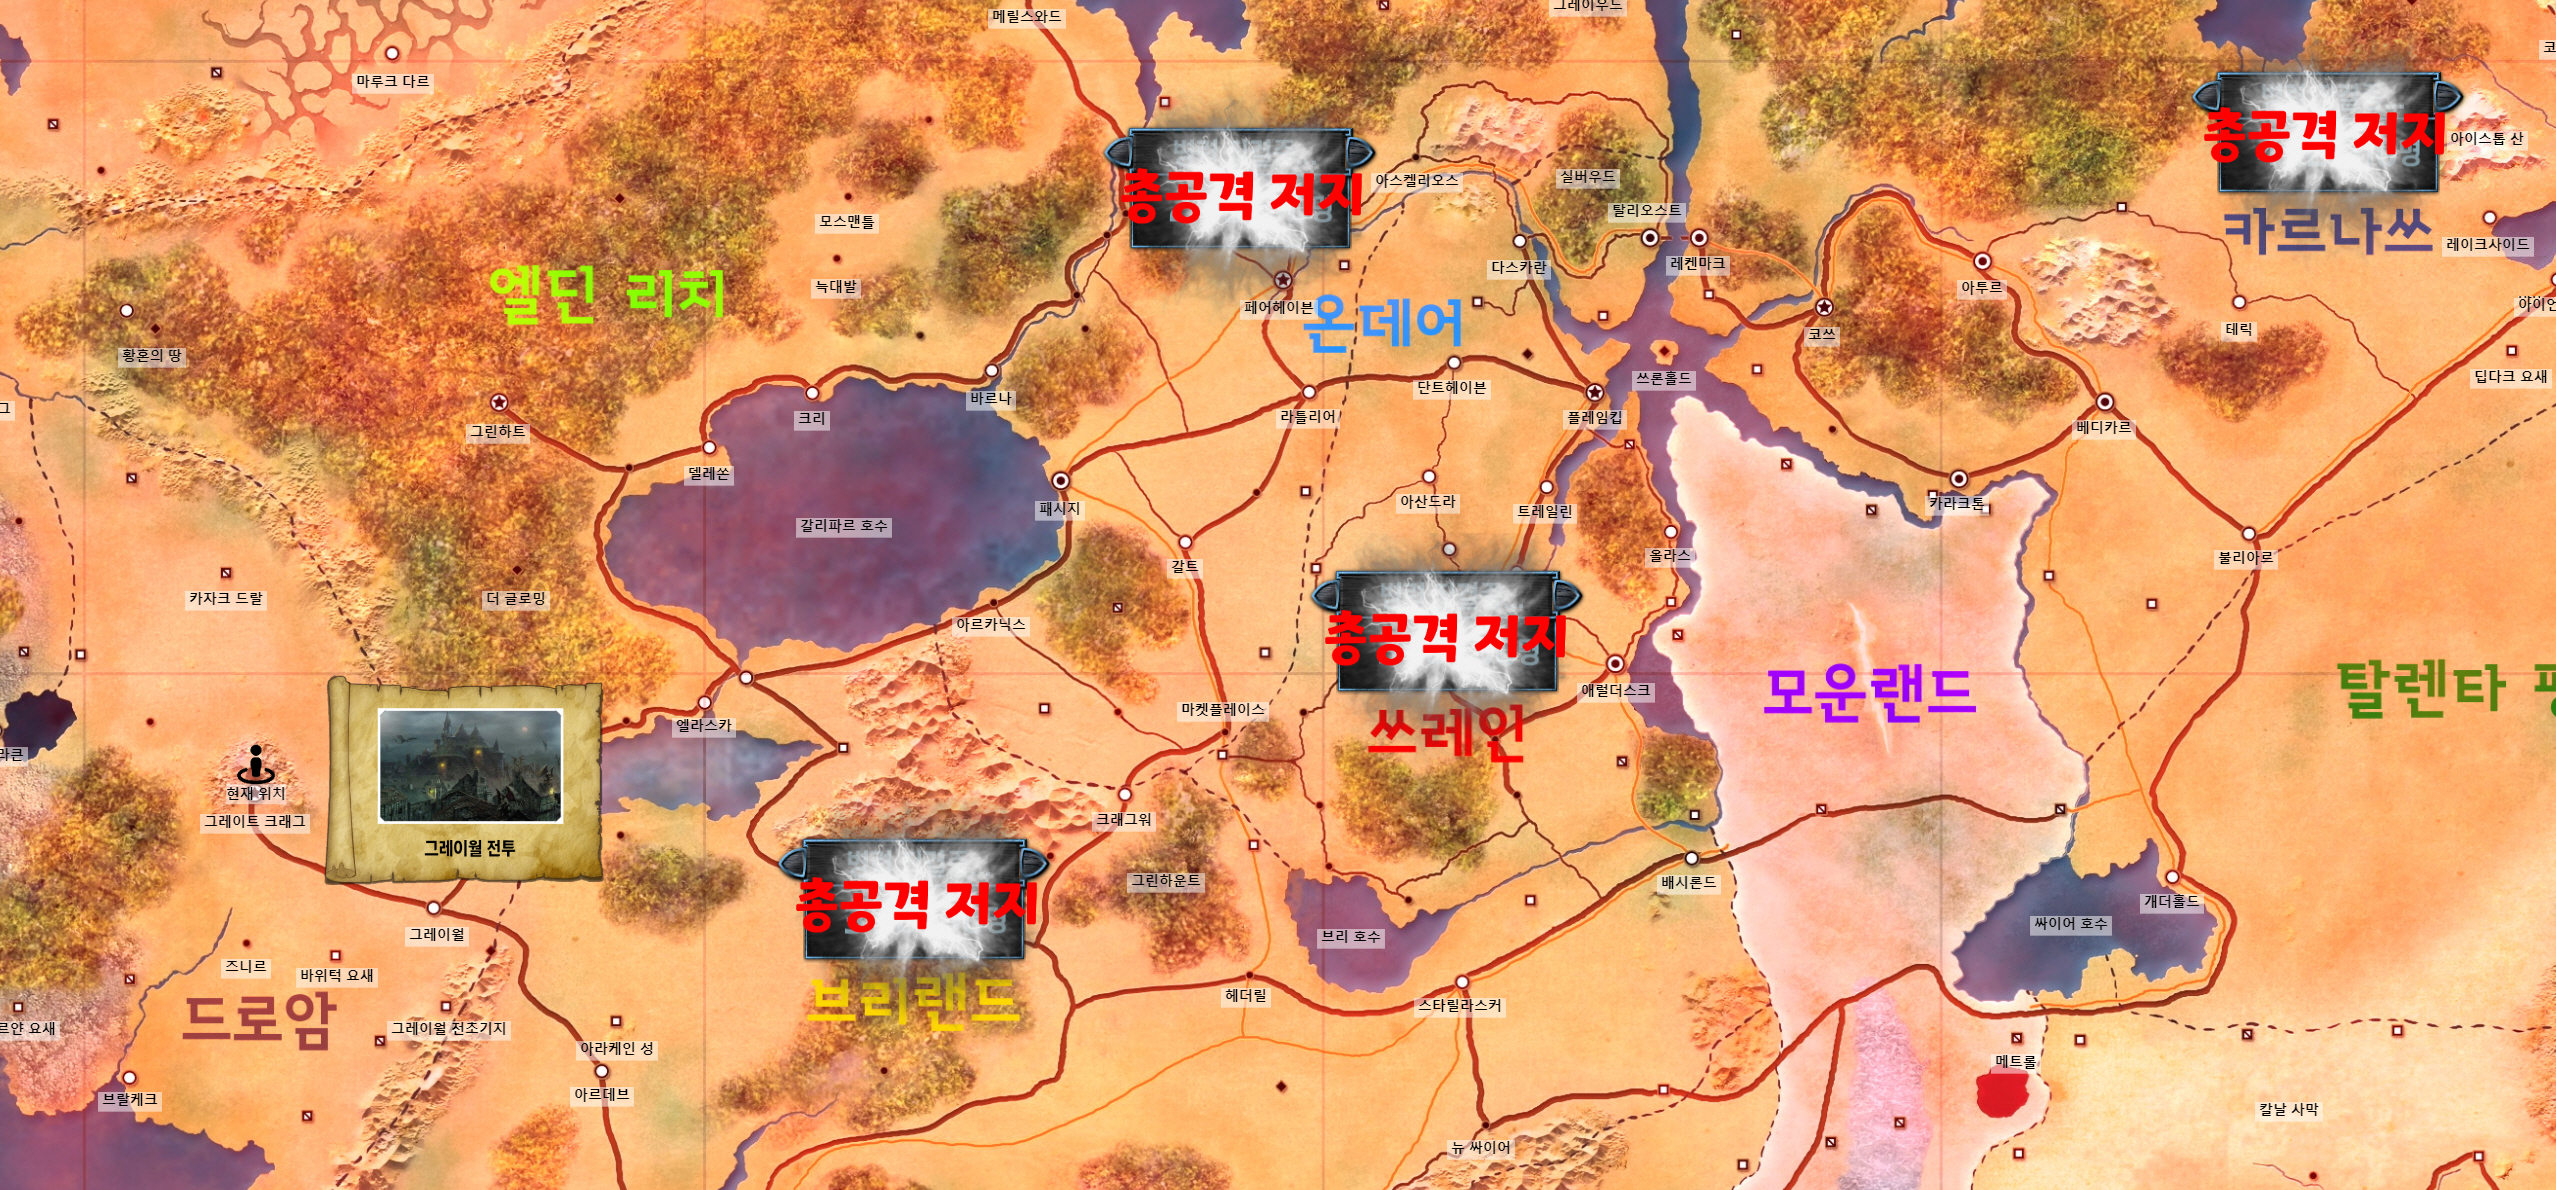 메릴스와드
그레이우드
마루크 다르
총공격 저지
아이스톱 산
총공격 저지
아스켈리오스
실버우드
탈리오스트
카르나쓰
레이크사이드
모스맨틀
엘딘 리치
늑대발
다스카란
레켄마크
아투르
페어헤이븐
온데어
코쓰
테릭
황혼의 땅
쓰론홀드
딥다크 요새
바르나
단트헤이븐
크리
라틀리어
플레임킵
그린하트
베디카르
델레쏜
패시지
아산드라
트레일린
카라크톤
갈리파르 호수
올라스
불리아르
갈트
카자크 드랄
더 글로밍
아르카닉스
총공격 저지
애럴더스크
모운랜드
탈렌타
마켓플레이스
엘라스카
쓰레인
현재 위치
그레이트 크래그
크래그워
그레이월 전투
그린하운트
배시론드
총공격 저지
개더홀드
싸이어 호수
그레이월
브리 호수
즈니르
바위턱 요새
헤더릴
스타릴라스커
브리랜드
드로암
르얀 요새
그레이월 전초기지
아라케인 성
메트롤
브랄케크
아르데브
칼날 사막
뉴 싸이어